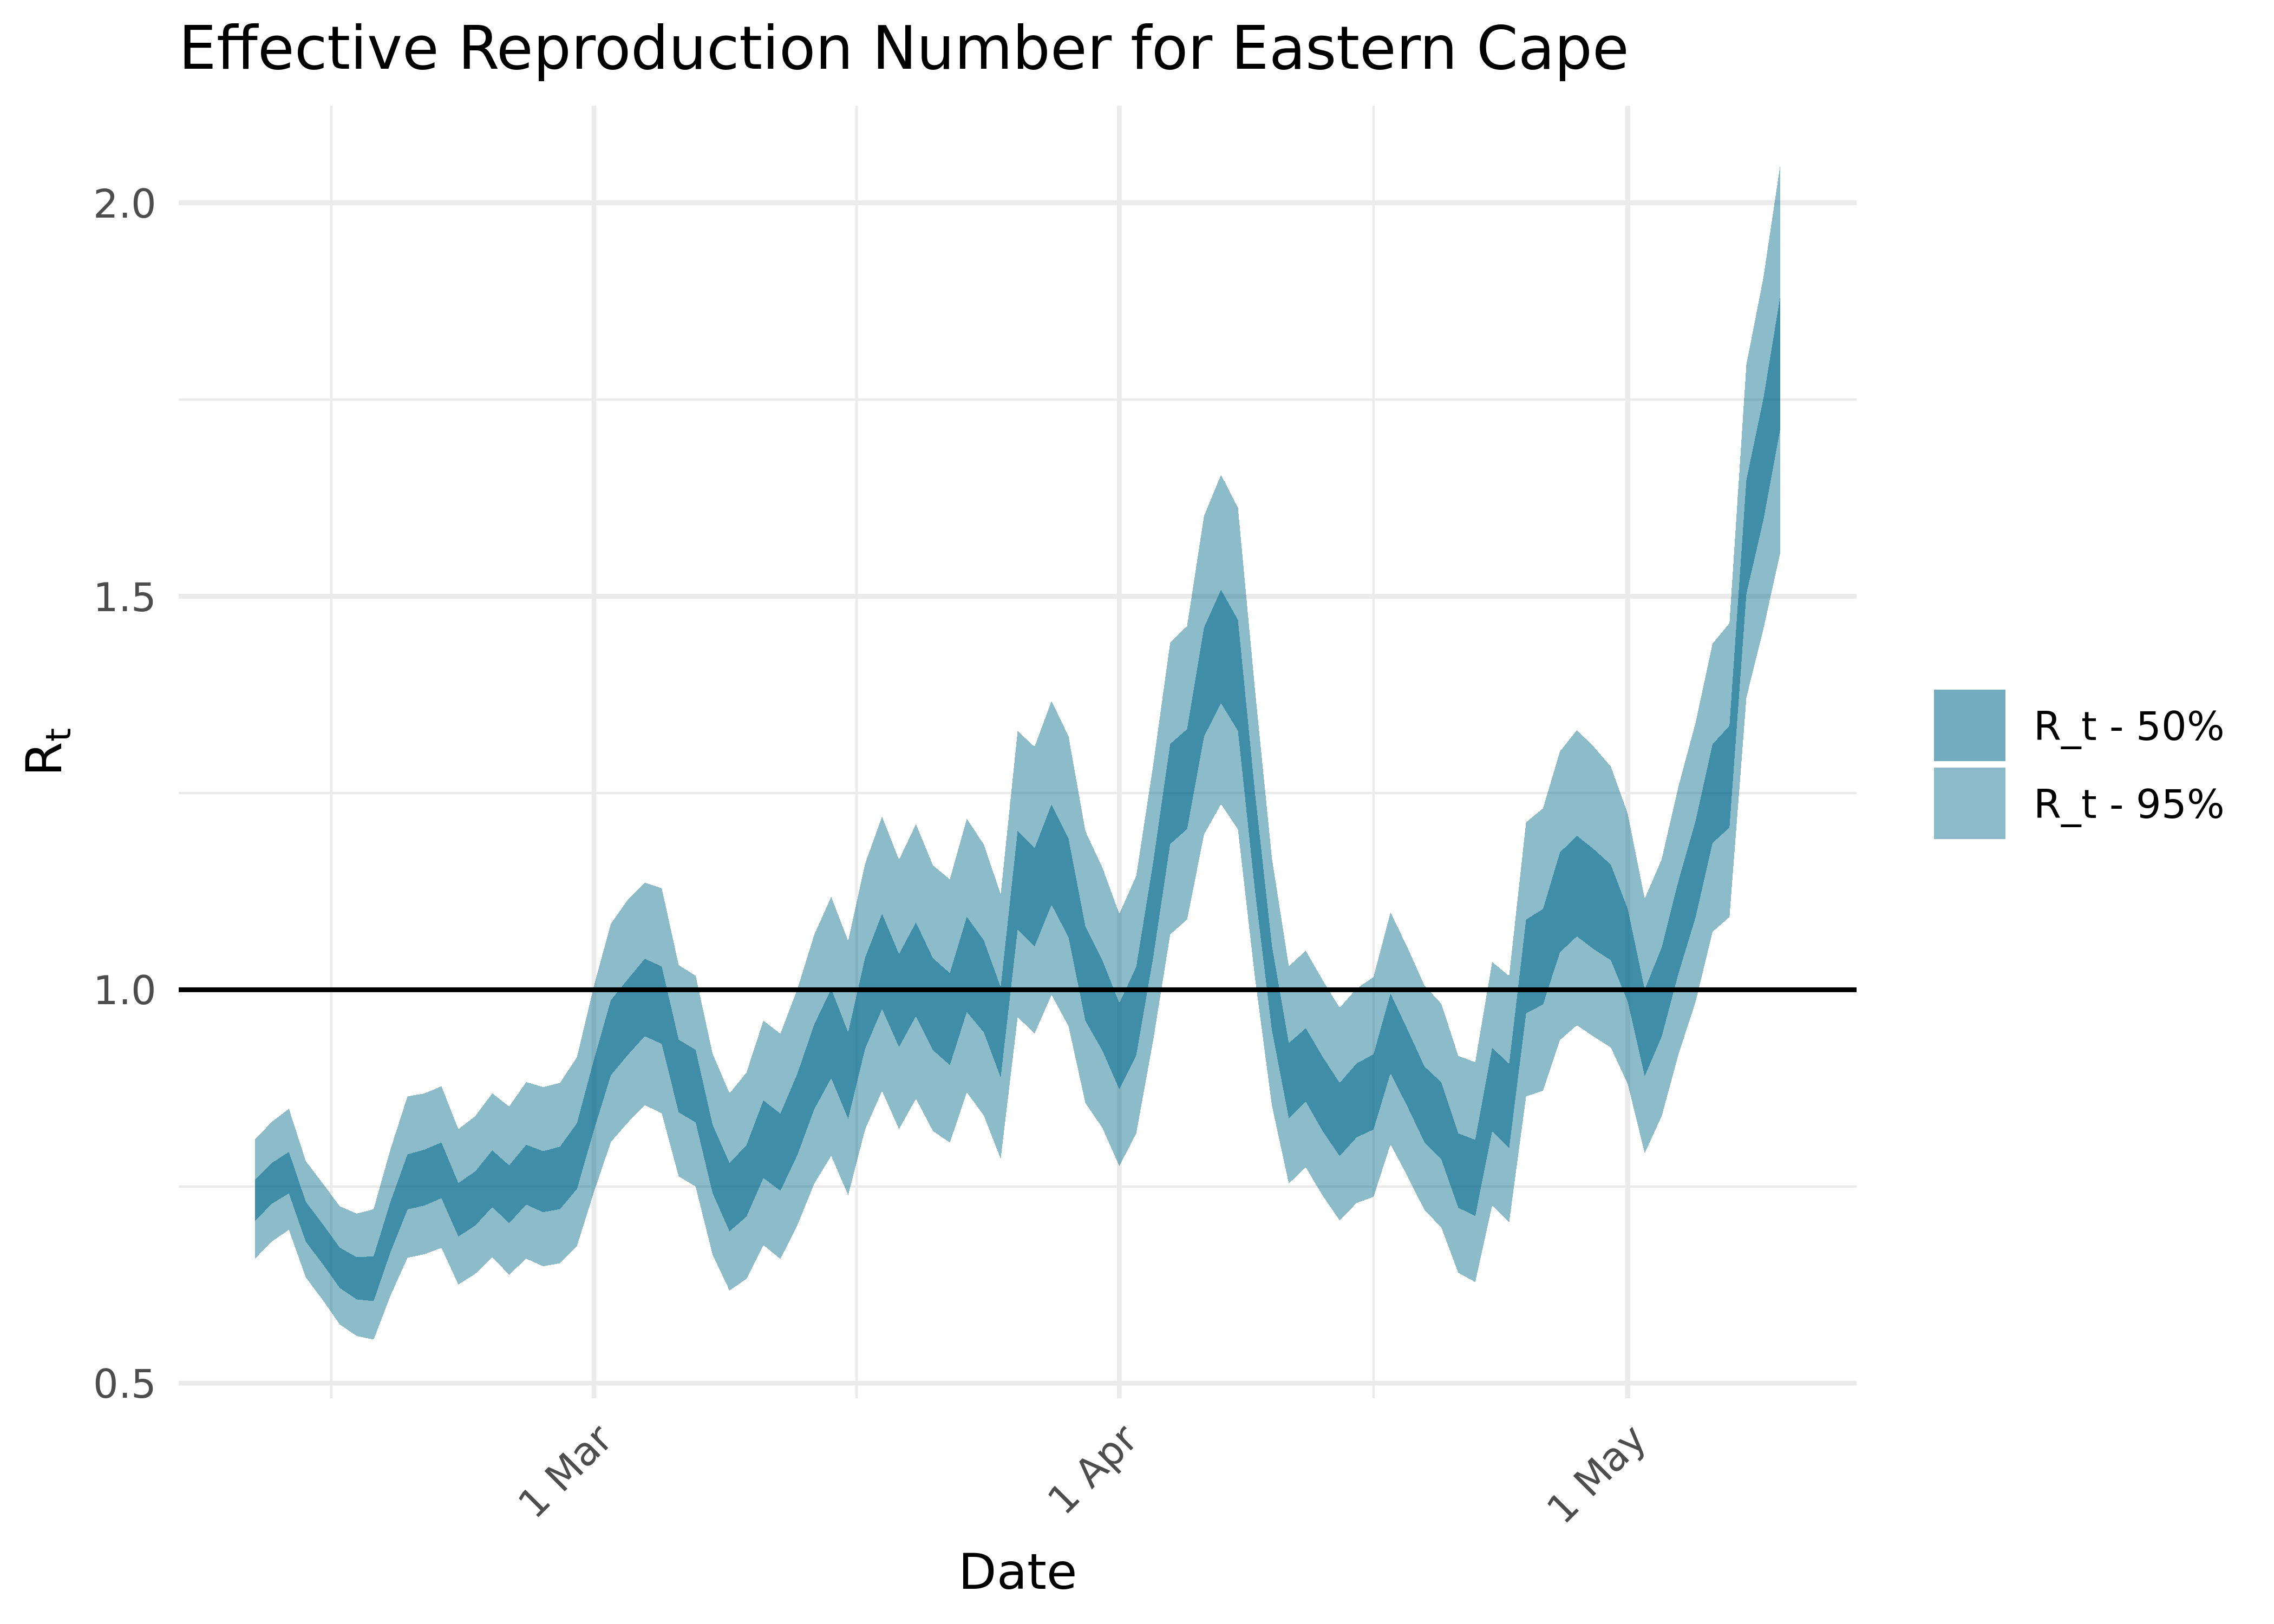 Effective Reproduction Number for Eastern Cape
2.0
1.5
1.0
0.5
Rt
1 Mar
1 Apr
1 May
Date
R_t - 50%
R_t - 95%